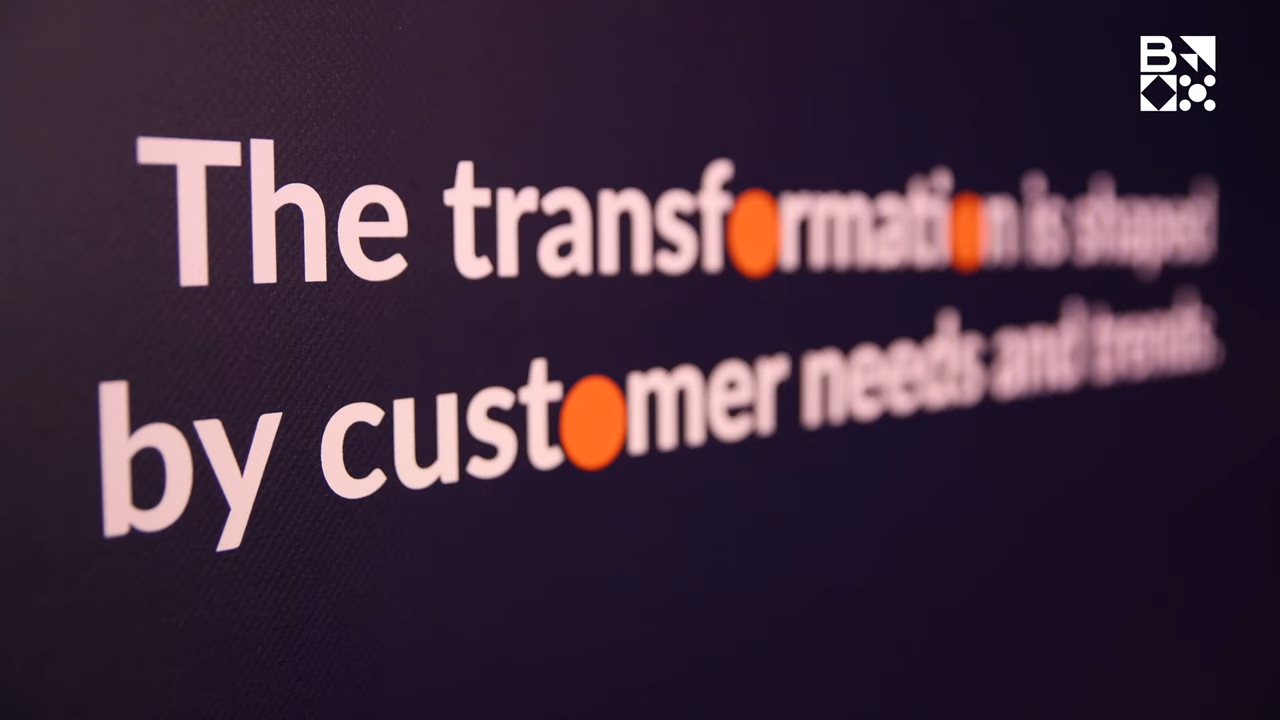 B
The transformation is shaped
by customer needs and trends